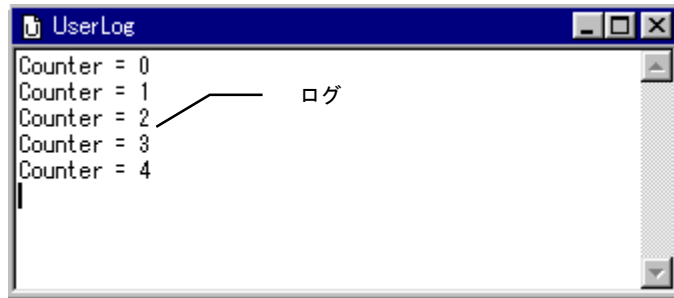 UserLog
Counter = 0
Counter = 1
Counter = 2
Counter = 3
Counter = 4
ログ